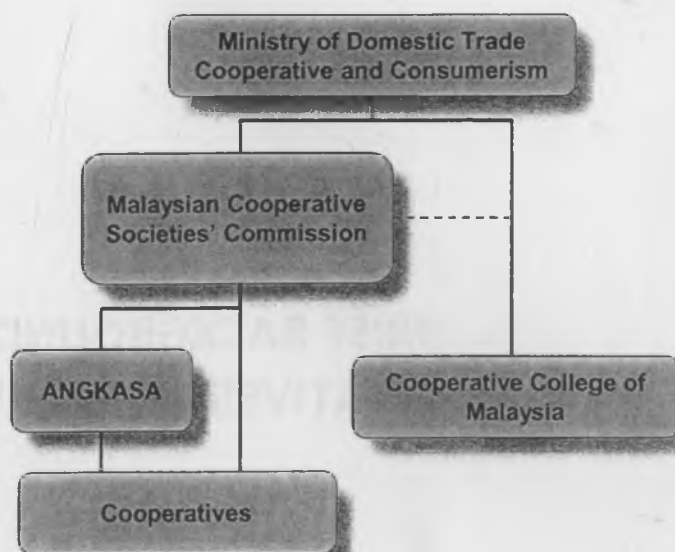 Ministry of Domestic Trade
Cooperative and Consumerism
Malaysian Cooperative
Societies' Commission
ANGKASA
Cooperative College of
Malaysia
Cooperatives